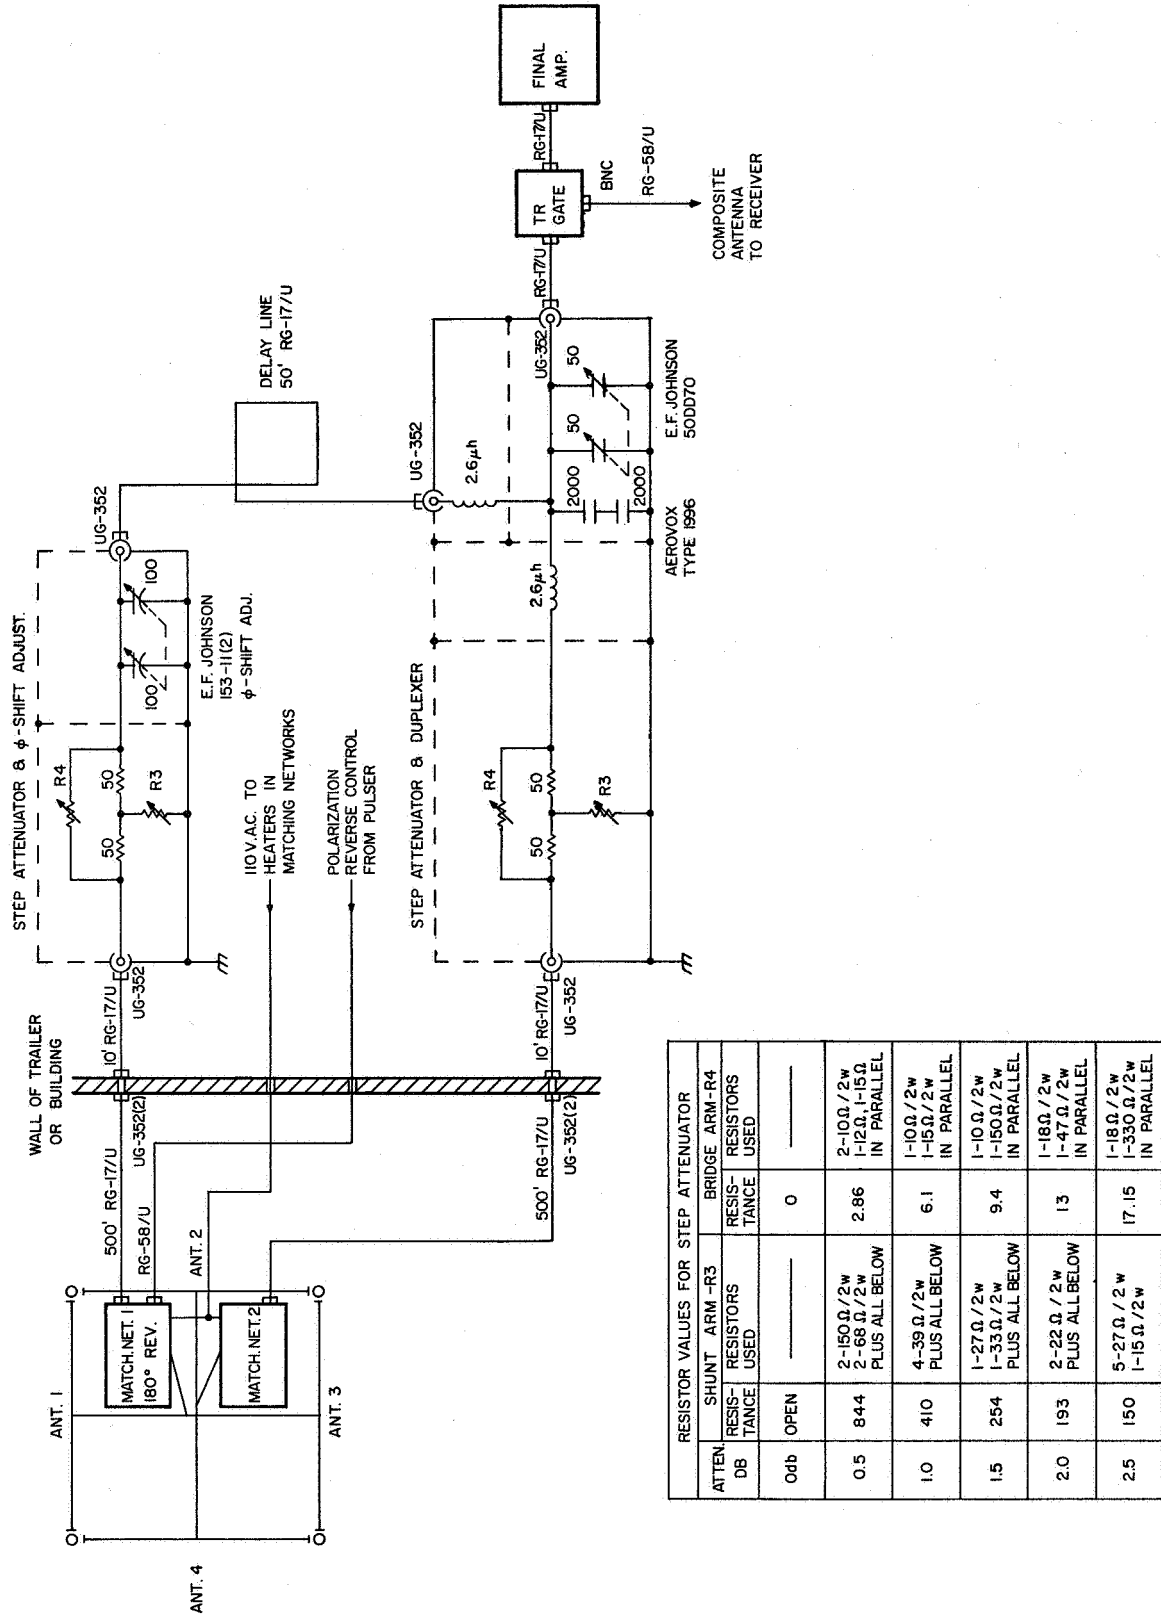 STEP ATTENUATOR & φ-SHIFT ADJUST.
WALL OF TRAILER
OR BUILDING
ANT. 1
ANT. 2
ANT. 3
ANT. 4
MATCH.NET. 1
180° REV.
MATCH.NET. 2
500' RG-17/U
RG-58/U
UG-352(2)
10' RG-17/U
UG-352
R4
50
50
R3
100
100
E.F. JOHNSON
153-11(2)
φ-SHIFT ADJ.
UG-352
DELAY LINE
50' RG-17/U
110 V.A.C. TO
HEATERS IN
MATCHING NETWORKS
POLARIZATION
REVERSE CONTROL
FROM PULSER
STEP ATTENUATOR & DUPLEXER
500' RG-17/U
UG-352(2)
10' RG-17/U
UG-352
R4
50
50
R3
2.6μh
UG-352
2.6μh
2000
2000
AEROVOX
TYPE 1996
50
50
E.F. JOHNSON
50DD70
UG-352
RG-17/U
TR
GATE
RG-17/U
FINAL
AMP.
BNC
RG-58/U
COMPOSITE
ANTENNA
TO RECEIVER
RESISTOR VALUES FOR STEP ATTENUATOR
ATTEN. DB
SHUNT ARM-R3
BRIDGE ARM-R4
RESIS-TANCE
RESISTORS USED
RESIS-TANCE
RESISTORS USED
0db OPEN 0
0.5 844 2-150Ω/2w 2.86 2-10Ω/2w
2-68Ω/2w 1-12Ω,1-15Ω
PLUS ALL BELOW IN PARALLEL
1.0 410 4-39Ω/2w 6.1 1-10Ω/2w
PLUS ALL BELOW 1-15Ω/2w
IN PARALLEL
1.5 254 1-27Ω/2w 9.4 1-10Ω/2w
1-33Ω/2w 1-150Ω/2w
PLUS ALL BELOW IN PARALLEL
2.0 193 2-22Ω/2w 13 1-18Ω/2w
PLUS ALL BELOW 1-47Ω/2w
IN PARALLEL
2.5 150 5-27Ω/2w 17.15 1-18Ω/2w
1-15Ω/2w 1-330Ω/2w
IN PARALLEL